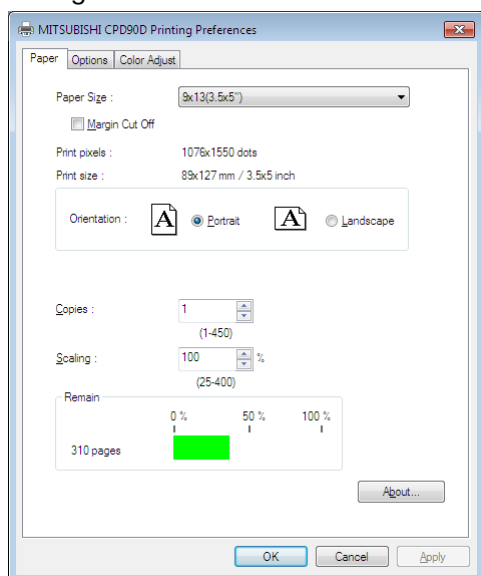 MITSUBISHI CPD90D Printing Preferences
Paper Options Color Adjust
Paper Size : 9x13(3.5x5")
Margin Cut Off
Print pixels : 1076x1550 dots
Print size : 89x127 mm / 3.5x5 inch
Orientation : A Portrait A Landscape
Copies : 1
(1-450)
Scaling : 100 %
(25-400)
Remain
0 % 50 % 100 %
310 pages
About...
OK Cancel Apply